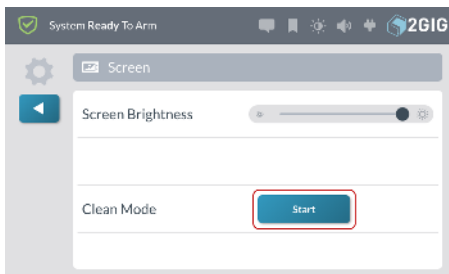 System Ready To Arm
2GIG
Screen
Screen Brightness
Clean Mode
Start